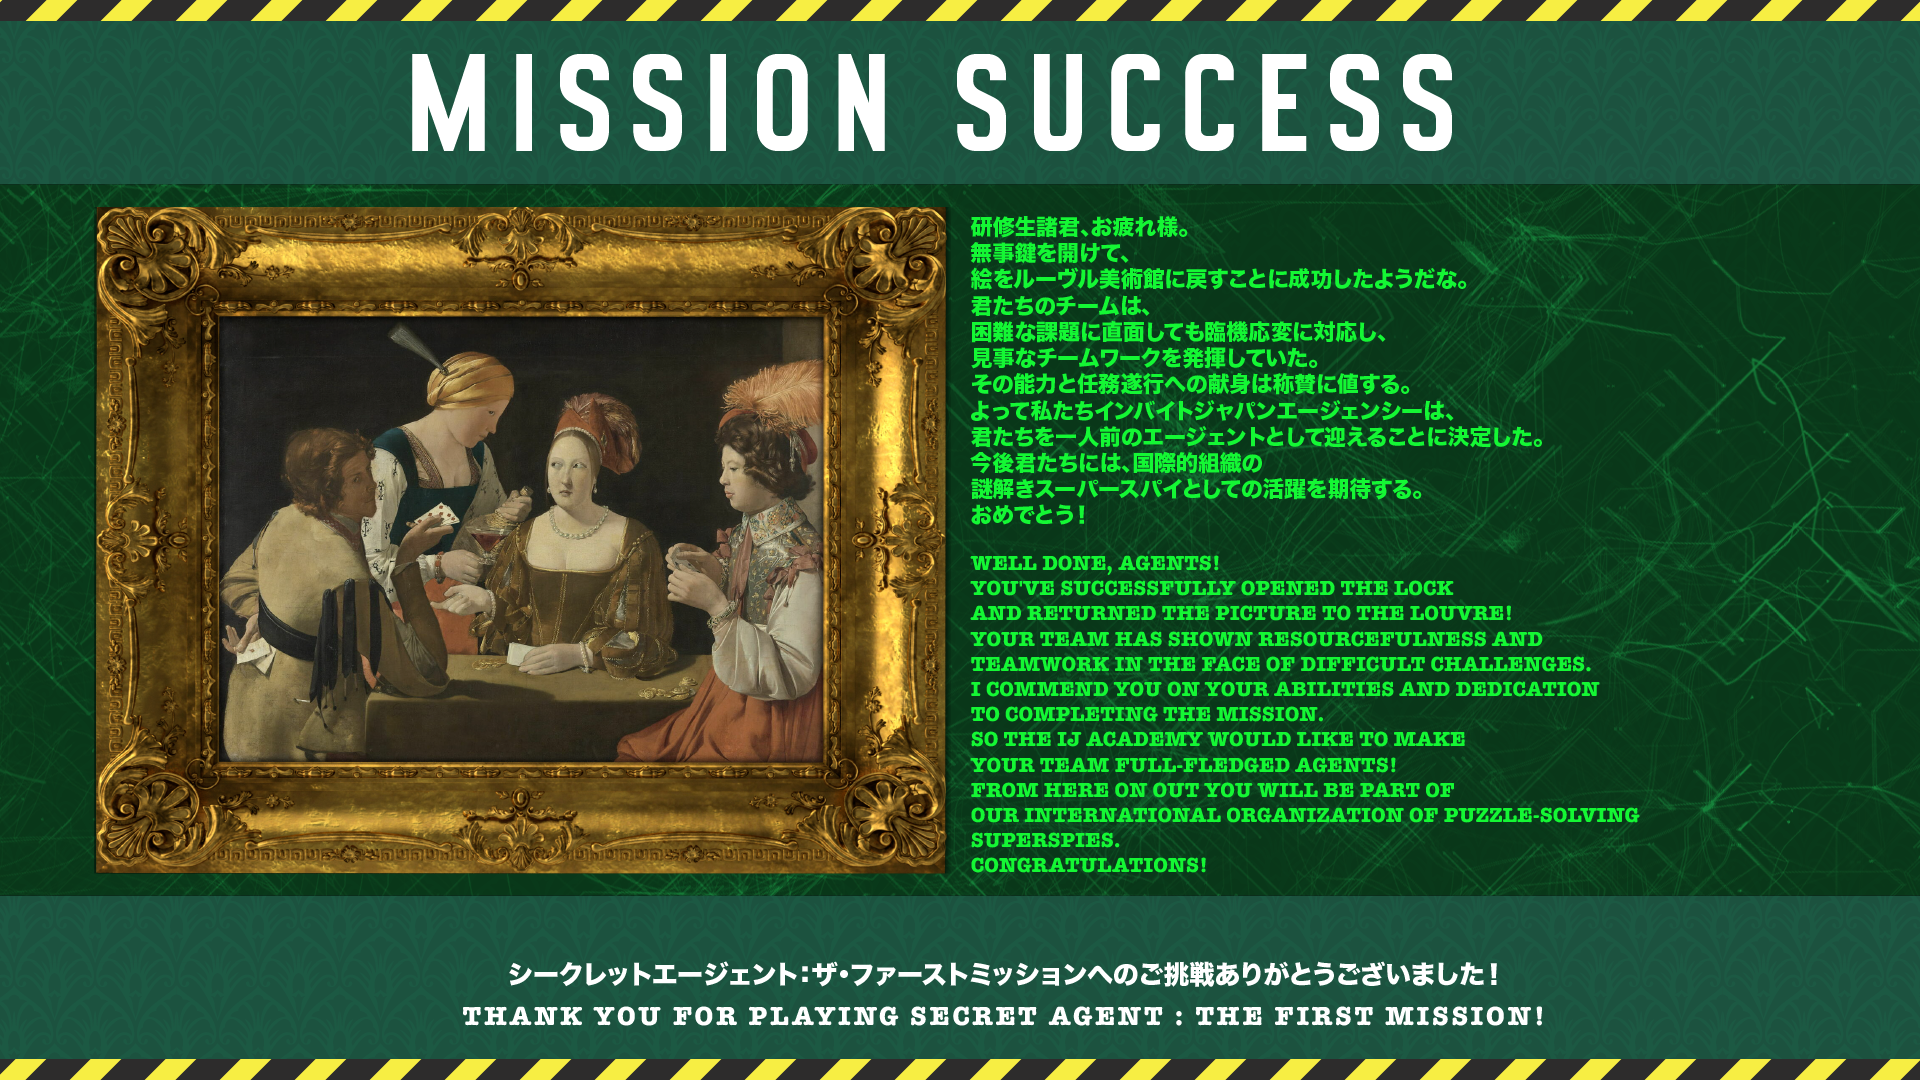 MISSION SUCCESS
研修生諸君、お疲れ様。
無事鍵を開けて、
絵をルーヴル美術館に戻すことに成功したようだな。
君たちのチームは、
困難な課題に直面しても臨機応変に対応し、
見事なチームワークを発揮していた。
その能力と任務遂行への献身は称賛に値する。
よって私たちインバイトジャパンエージェンシーは、
君たちを一人前のエージェントとして迎えることに決定した。
今後君たちには、国際的組織の
謎解きスーパースパイとしての活躍を期待する。
おめでとう！
WELL DONE, AGENTS!
YOU'VE SUCCESSFULLY OPENED THE LOCK
AND RETURNED THE PICTURE TO THE LOUVRE!
YOUR TEAM HAS SHOWN RESOURCEFULNESS AND
TEAMWORK IN THE FACE OF DIFFICULT CHALLENGES.
I COMMEND YOU ON YOUR ABILITIES AND DEDICATION
TO COMPLETING THE MISSION.
SO THE IJ ACADEMY WOULD LIKE TO MAKE
YOUR TEAM FULL-FLEDGED AGENTS!
FROM HERE ON OUT YOU WILL BE PART OF
OUR INTERNATIONAL ORGANIZATION OF PUZZLE-SOLVING
SUPERSPIES.
CONGRATULATIONS!
シークレットエージェント：ザ・ファーストミッションへのご挑戦ありがとうございました！
THANK YOU FOR PLAYING SECRET AGENT : THE FIRST MISSION!